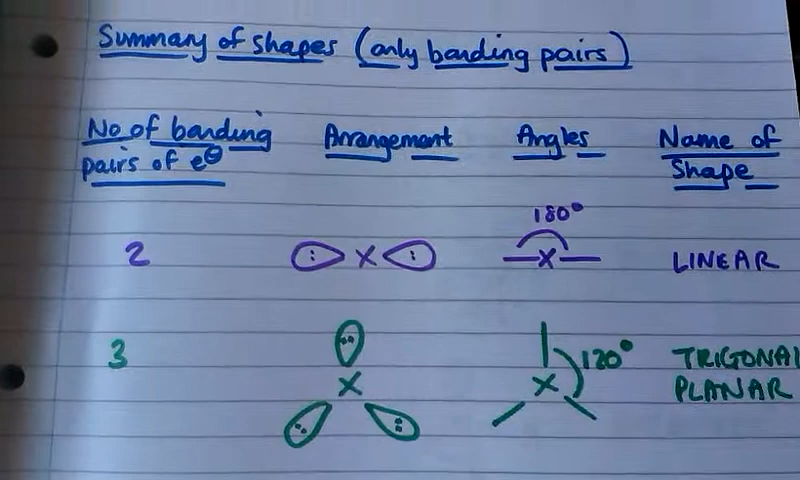 Summary of shapes (only bonding pairs)
No of bonding pairs of e⊖
Arrangement
Angles
Name of Shape
2
X
180°
X
LINEAR
3
X
120°
X
TRIGONAL
PLANAR